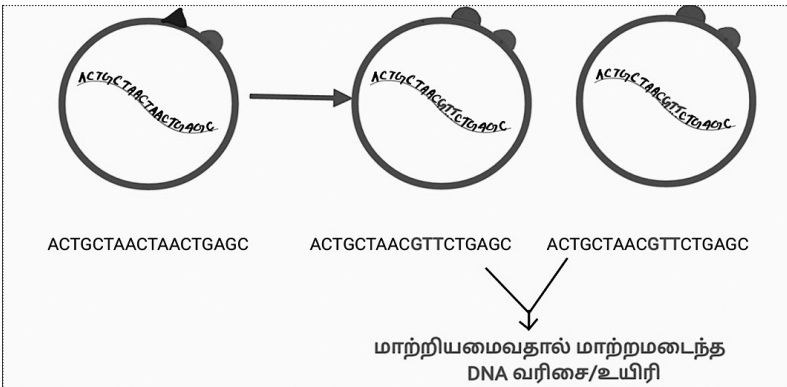 ACTGCTAACTAACTGAGC
ACTGCTAACGTTCTGAGC
ACTGCTAACGTTCTGAGC
ACTGCTAACTAACTGAGC ACTGCTAACGTTCTGAGC ACTGCTAACGTTCTGAGC
மாற்றியமைவதால் மாற்றமடைந்த
DNA வரிசை/உயிரி